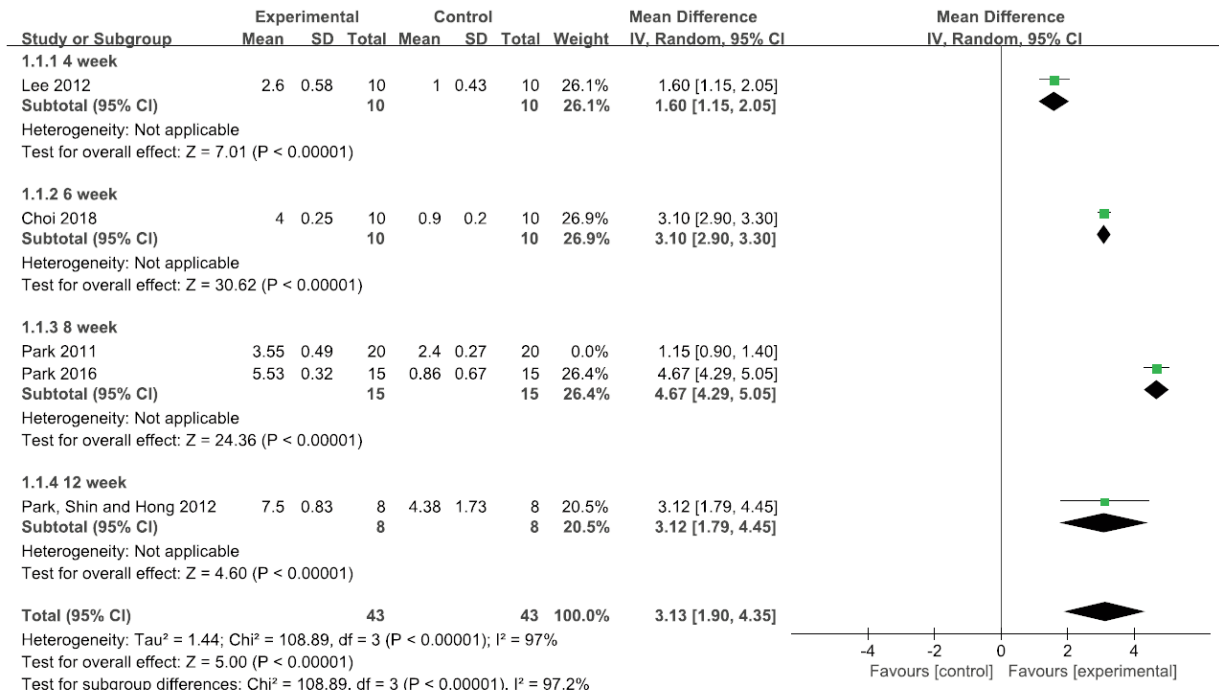 Experimental Control Mean Difference Mean Difference
Study or Subgroup Mean SD Total Mean SD Total Weight IV, Random, 95% CI IV, Random, 95% CI
1.1.1 4 week
Lee 2012 2.6 0.58 10 1 0.43 10 26.1% 1.60 [1.15, 2.05]
Subtotal (95% CI) 10 10 26.1% 1.60 [1.15, 2.05]
Heterogeneity: Not applicable
Test for overall effect: Z = 7.01 (P < 0.00001)
1.1.2 6 week
Choi 2018 4 0.25 10 0.9 0.2 10 26.9% 3.10 [2.90, 3.30]
Subtotal (95% CI) 10 10 26.9% 3.10 [2.90, 3.30]
Heterogeneity: Not applicable
Test for overall effect: Z = 30.62 (P < 0.00001)
1.1.3 8 week
Park 2011 3.55 0.49 20 2.4 0.27 20 0.0% 1.15 [0.90, 1.40]
Park 2016 5.53 0.32 15 0.86 0.67 15 26.4% 4.67 [4.29, 5.05]
Subtotal (95% CI) 15 15 26.4% 4.67 [4.29, 5.05]
Heterogeneity: Not applicable
Test for overall effect: Z = 24.36 (P < 0.00001)
1.1.4 12 week
Park, Shin and Hong 2012 7.5 0.83 8 4.38 1.73 8 20.5% 3.12 [1.79, 4.45]
Subtotal (95% CI) 8 8 20.5% 3.12 [1.79, 4.45]
Heterogeneity: Not applicable
Test for overall effect: Z = 4.60 (P < 0.00001)
Total (95% CI) 43 43 100.0% 3.13 [1.90, 4.35]
Heterogeneity: Tau² = 1.44; Chi² = 108.89, df = 3 (P < 0.00001); I² = 97%
Test for overall effect: Z = 5.00 (P < 0.00001)
Test for subgroup differences: Chi² = 108.89, df = 3 (P < 0.00001), I² = 97.2%
-4 -2 0 2 4
Favours [control] Favours [experimental]